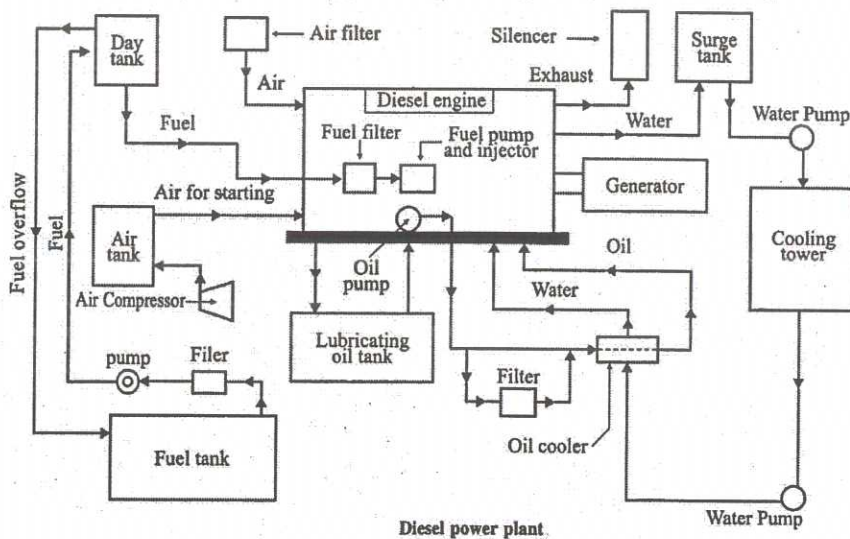 Day
tank
Air filter
Silencer
Surge
tank
Air
Exhaust
Diesel engine
Water Pump
Fuel
Water
Fuel filter
Fuel pump
and injector
Generator
Air for starting
Fuel overflow
Fuel
Air
tank
Oil
pump
Oil
Cooling
tower
Water
Air Compressor
Lubricating
oil tank
pump
Filer
Filter
Oil cooler
Fuel tank
Water Pump
Diesel power plant